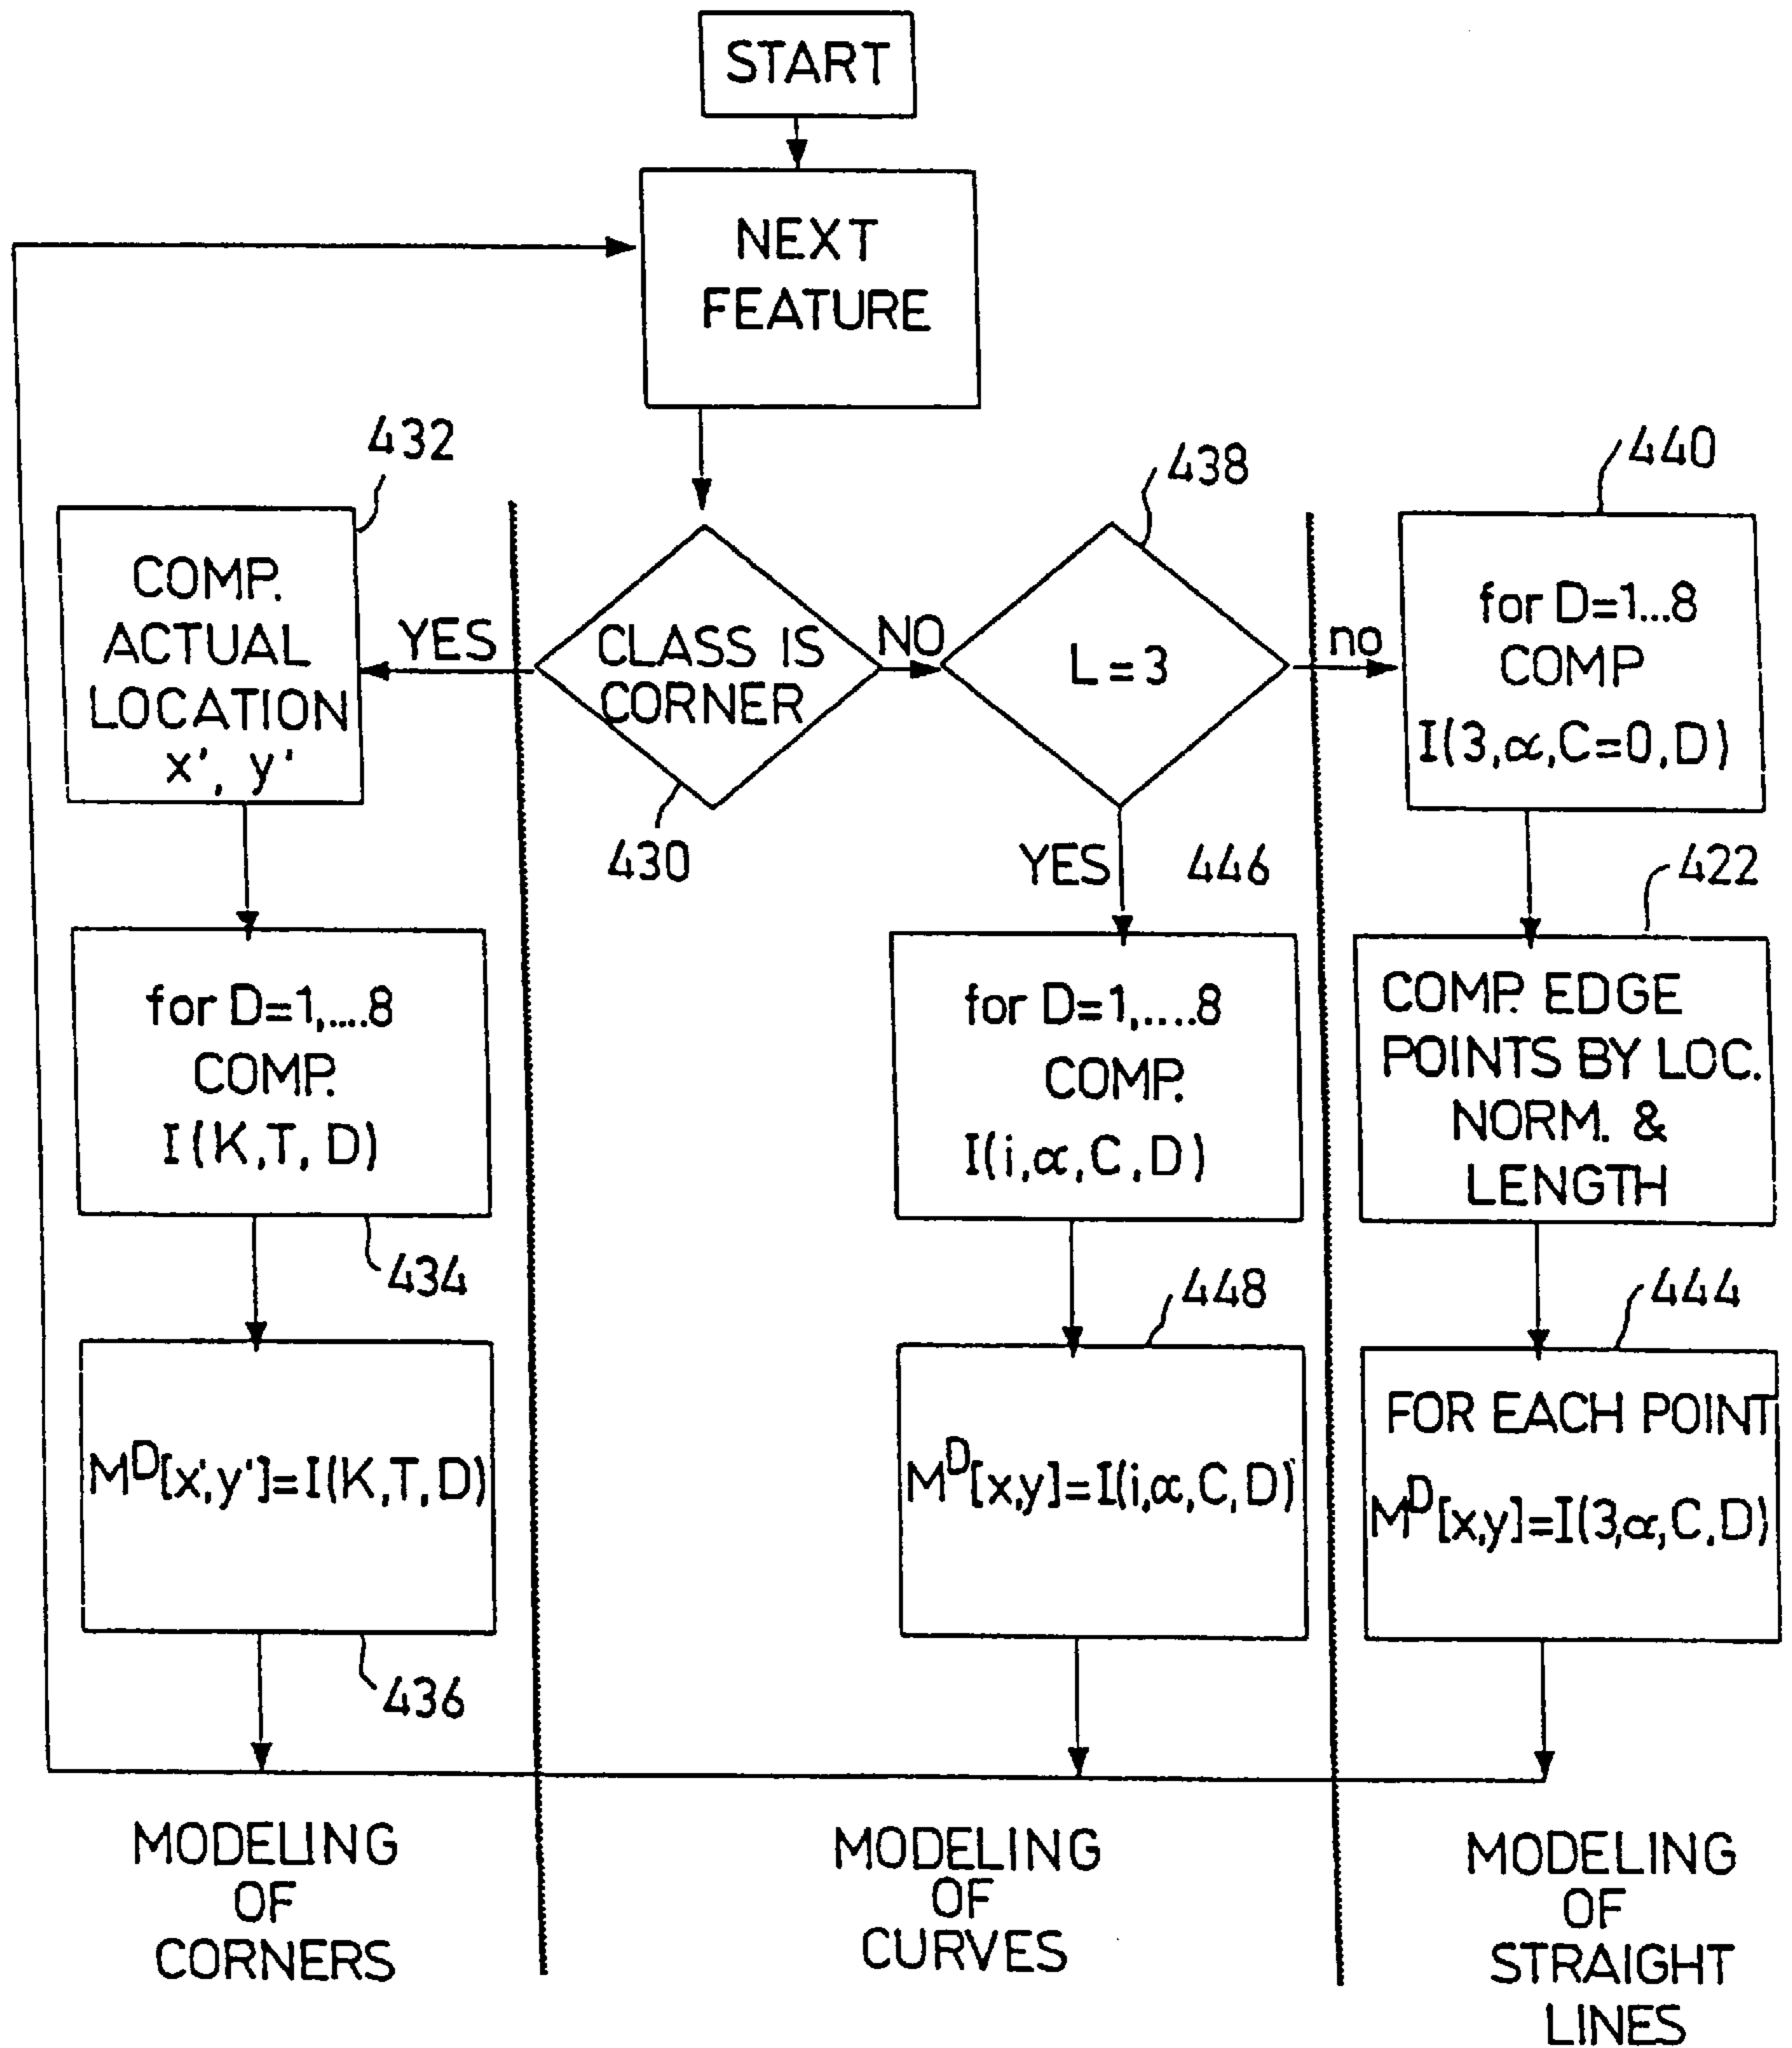 START
NEXT
FEATURE
432
438
440
COMP.
ACTUAL
LOCATION
x', y'
YES
CLASS IS
CORNER
430
NO
L=3
no
for D=1...8
COMP
I(3,α,C=0,D)
YES
446
422
for D=1,....8
COMP.
I(K,T, D)
434
for D=1,....8
COMP.
I(i,α,C,D)
448
COMP. EDGE
POINTS BY LOC.
NORM. &
LENGTH
444
M^D[x',y']=I(K,T,D)
436
M^D[x,y]=I(i,α,C,D)
FOR EACH POINT
M^D[x,y]=I(3,α,C,D)
MODELING
OF
CORNERS
MODELING
OF
CURVES
MODELING
OF
STRAIGHT
LINES